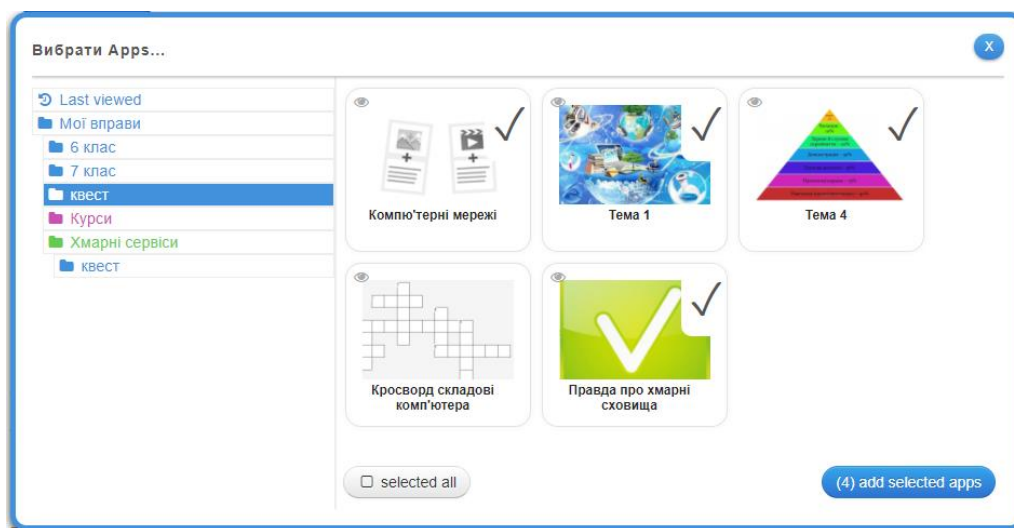 Вибрати Apps...
X
Last viewed
Мої вправи
6 клас
7 клас
квест
Курси
Хмарні сервіси
квест
Компю'терні мережі
Тема 1
Тема 4
Кросворд складові
комп'ютера
Правда про хмарні
сховища
selected all
(4) add selected apps